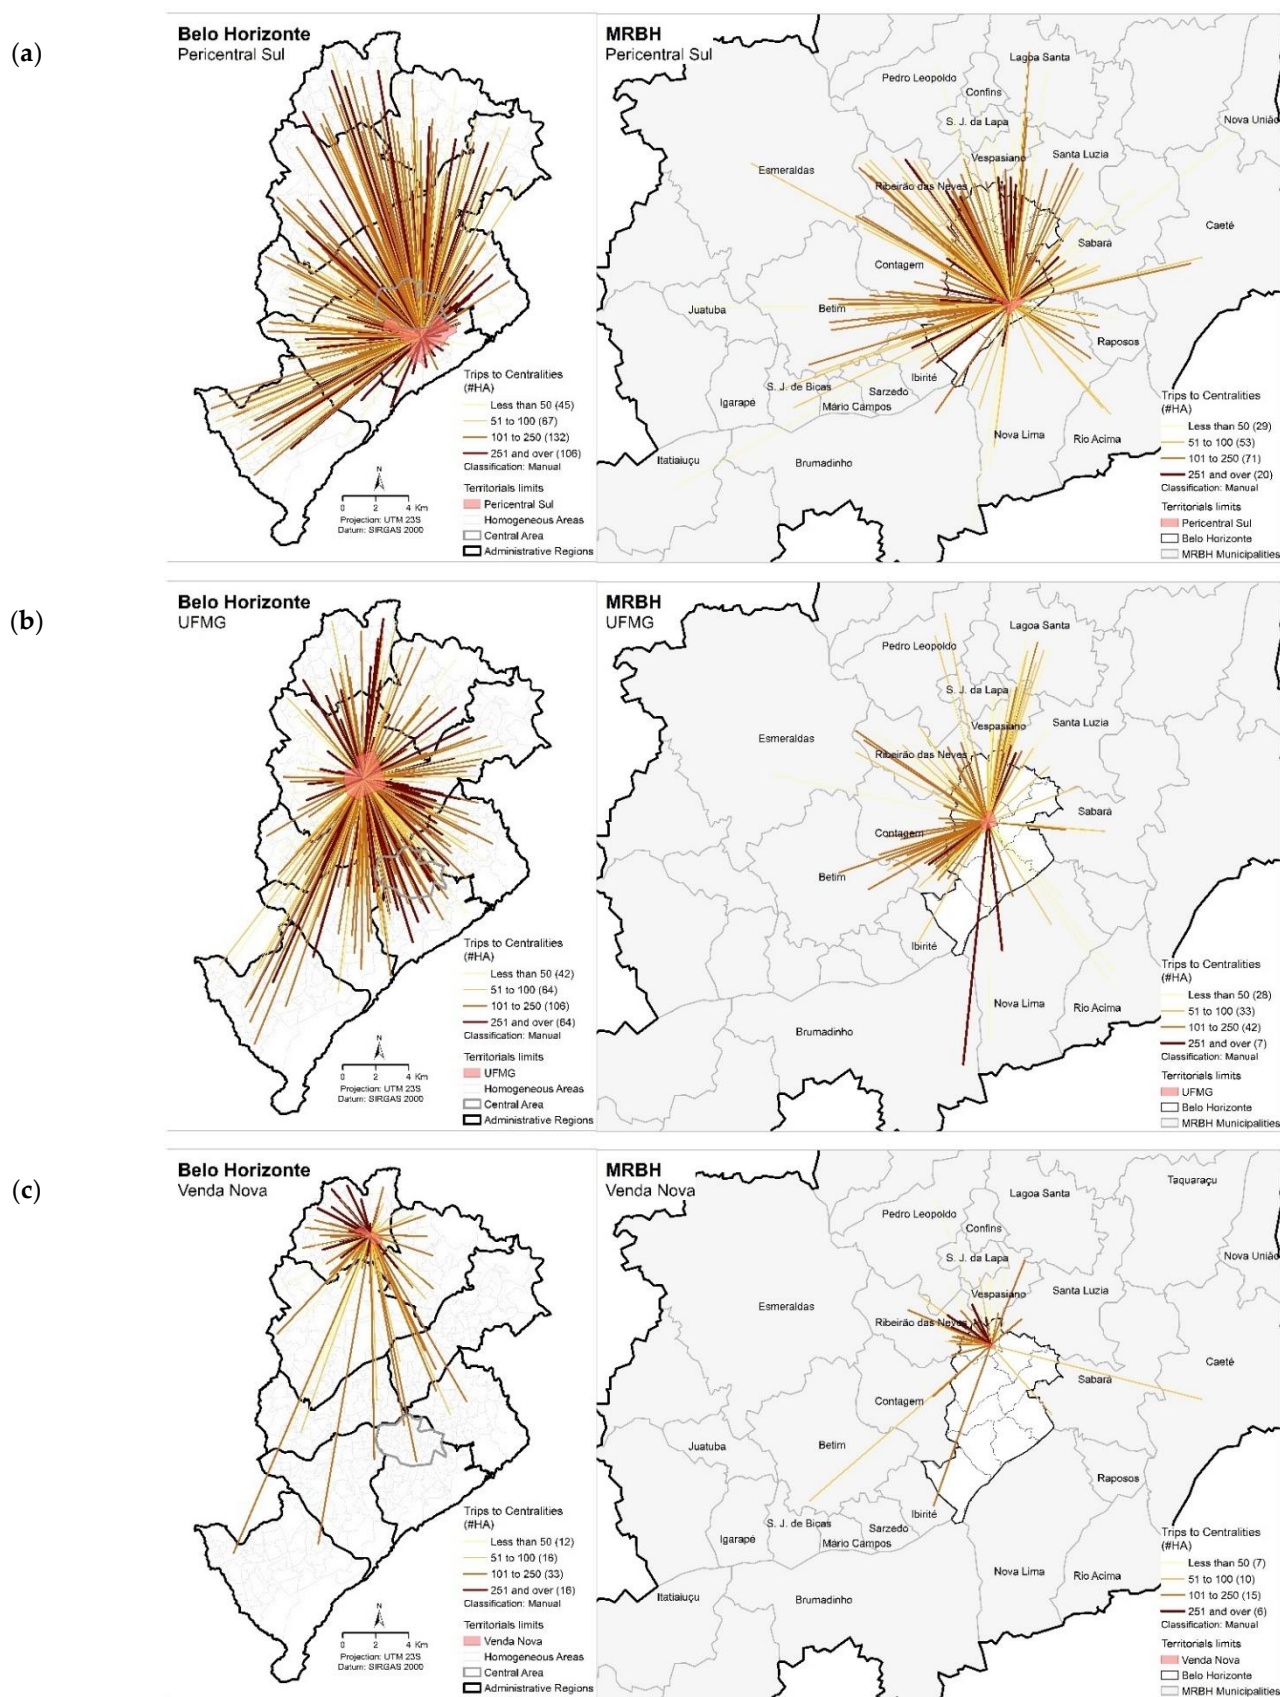 (a)
Belo Horizonte
Pericentral Sul
Trips to Centralities
(#HA)
Less than 50 (45)
51 to 100 (67)
101 to 250 (132)
251 and over (106)
Classification: Manual
Territorials limits
Pericentral Sul
Homogeneous Areas
Central Area
Administrative Regions
N
0 2 4 Km
Projection: UTM 23S
Datum: SIRGAS 2000
MRBH
Pericentral Sul
Lagoa Santa
Pedro Leopoldo
Confins
S. J. da Lapa
Nova União
Vespasiano
Santa Luzia
Esmeraldas
Ribeirão das Neves
Caeté
Sabará
Contagem
Juatuba
Betim
Raposos
Ibirité
S. J. de Bicas
Sarzedo
Igarapé
Mário Campos
Nova Lima
Rio Acima
Itatiaiuçu
Brumadinho
Trips to Centralities
(#HA)
Less than 50 (29)
51 to 100 (53)
101 to 250 (71)
251 and over (20)
Classification: Manual
Territorials limits
Pericentral Sul
Belo Horizonte
MRBH Municipalities
(b)
Belo Horizonte
UFMG
Trips to Centralities
(#HA)
Less than 50 (42)
51 to 100 (64)
101 to 250 (106)
251 and over (64)
Classification: Manual
Territorials limits
UFMG
Homogeneous Areas
Central Area
Administrative Regions
N
0 2 4 Km
Projection: UTM 23S
Datum: SIRGAS 2000
MRBH
UFMG
Lagoa Santa
Pedro Leopoldo
S. J. da Lapa
Vespasiano
Santa Luzia
Esmeraldas
Ribeirão das Neves
Sabará
Contagem
Betim
Ibirité
Nova Lima
Rio Acima
Brumadinho
Trips to Centralities
(#HA)
Less than 50 (28)
51 to 100 (33)
101 to 250 (42)
251 and over (7)
Classification: Manual
Territorials limits
UFMG
Belo Horizonte
MRBH Municipalities
(c)
Belo Horizonte
Venda Nova
Trips to Centralities
(#HA)
Less than 50 (12)
51 to 100 (16)
101 to 250 (33)
251 and over (16)
Classification: Manual
Territorials limits
Venda Nova
Homogeneous Areas
Central Area
Administrative Regions
N
0 2 4 Km
Projection: UTM 23S
Datum: SIRGAS 2000
MRBH
Venda Nova
Taquaraçu
Lagoa Santa
Pedro Leopoldo
Confins
S. J. da Lapa
Nova União
Vespasiano
Santa Luzia
Esmeraldas
Ribeirão das Neves
Caeté
Sabará
Contagem
Juatuba
Betim
Raposos
Ibirité
S. J. de Bicas
Sarzedo
Igarapé
Mário Campos
Nova Lima
Rio Acima
Itatiaiuçu
Brumadinho
Trips to Centralities
(#HA)
Less than 50 (7)
51 to 100 (10)
101 to 250 (15)
251 and over (6)
Classification: Manual
Territorials limits
Venda Nova
Belo Horizonte
MRBH Municipalities